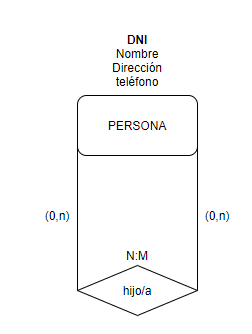 DNI
Nombre
Dirección
teléfono
PERSONA
(0,n)
(0,n)
N:M
hijo/a